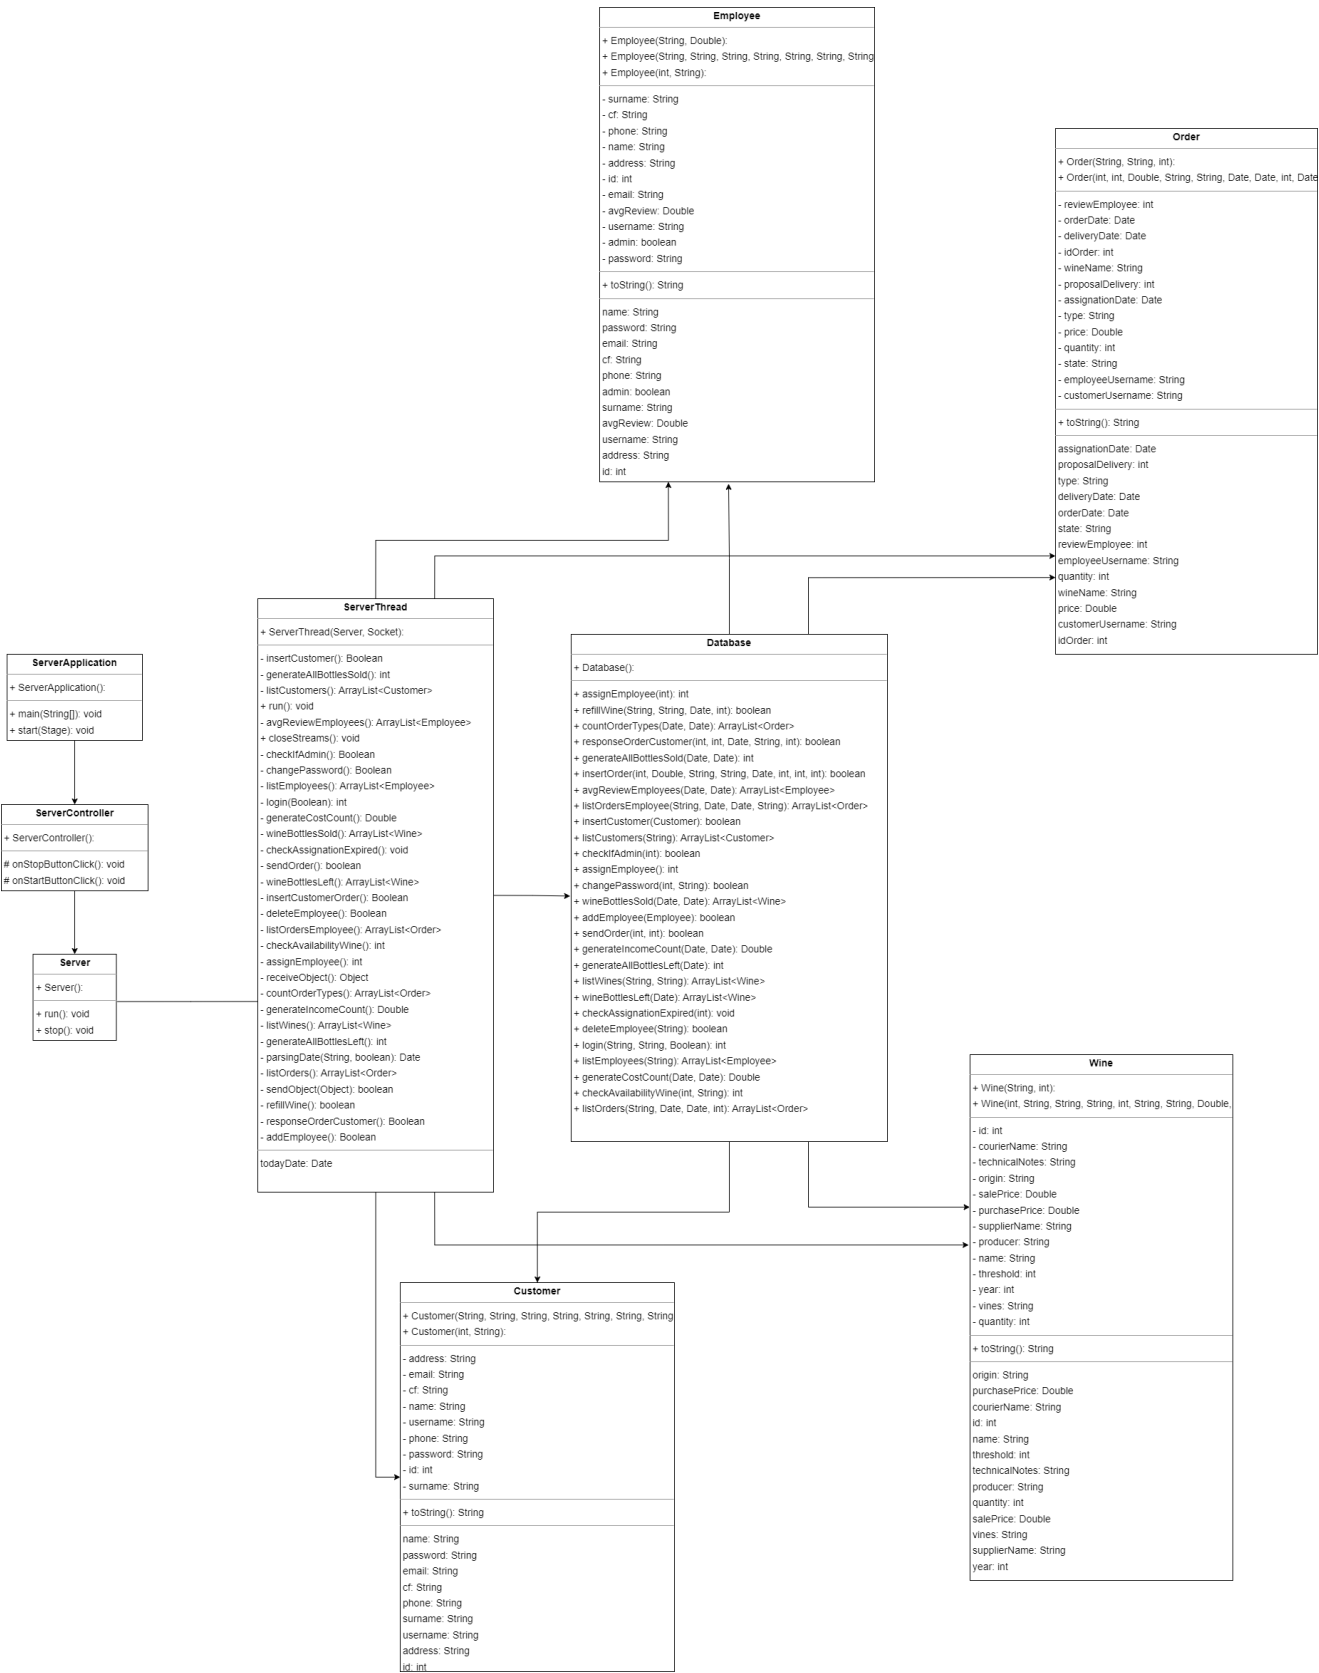 Employee
+ Employee(String, Double):
+ Employee(String, String, String, String, String, String, String
+ Employee(int, String):
- surname: String
- cf: String
- phone: String
- name: String
- address: String
- id: int
- email: String
- avgReview: Double
- username: String
- admin: boolean
- password: String
+ toString(): String
name: String
password: String
email: String
cf: String
phone: String
admin: boolean
surname: String
avgReview: Double
username: String
address: String
id: int
Order
+ Order(String, String, int):
+ Order(int, int, Double, String, String, Date, Date, int, Date
- reviewEmployee: int
- orderDate: Date
- deliveryDate: Date
- idOrder: int
- wineName: String
- proposalDelivery: int
- assignationDate: Date
- type: String
- price: Double
- quantity: int
- state: String
- employeeUsername: String
- customerUsername: String
+ toString(): String
assignationDate: Date
proposalDelivery: int
type: String
deliveryDate: Date
orderDate: Date
state: String
reviewEmployee: int
employeeUsername: String
quantity: int
wineName: String
price: Double
customerUsername: String
idOrder: int
ServerApplication
+ ServerApplication():
+ main(String[]): void
+ start(Stage): void
ServerController
+ ServerController():
# onStopButtonClick(): void
# onStartButtonClick(): void
Server
+ Server():
+ run(): void
+ stop(): void
ServerThread
+ ServerThread(Server, Socket):
- insertCustomer(): Boolean
- generateAllBottlesSold(): int
- listCustomers(): ArrayList<Customer>
+ run(): void
- avgReviewEmployees(): ArrayList<Employee>
+ closeStreams(): void
- checkIfAdmin(): Boolean
- changePassword(): Boolean
- listEmployees(): ArrayList<Employee>
- login(Boolean): int
- generateCostCount(): Double
- wineBottlesSold(): ArrayList<Wine>
- checkAssignationExpired(): void
- sendOrder(): boolean
- wineBottlesLeft(): ArrayList<Wine>
- insertCustomerOrder(): Boolean
- deleteEmployee(): Boolean
- listOrdersEmployee(): ArrayList<Order>
- checkAvailabilityWine(): int
- assignEmployee(): int
- receiveObject(): Object
- countOrderTypes(): ArrayList<Order>
- generateIncomeCount(): Double
- listWines(): ArrayList<Wine>
- generateAllBottlesLeft(): int
- parsingDate(String, boolean): Date
- listOrders(): ArrayList<Order>
- sendObject(Object): boolean
- refillWine(): boolean
- responseOrderCustomer(): Boolean
- addEmployee(): Boolean
todayDate: Date
Database
+ Database():
+ assignEmployee(int): int
+ refillWine(String, String, Date, int): boolean
+ countOrderTypes(Date, Date): ArrayList<Order>
+ responseOrderCustomer(int, int, Date, String, int): boolean
+ generateAllBottlesSold(Date, Date): int
+ insertOrder(int, Double, String, String, Date, int, int, int): boolean
+ avgReviewEmployees(Date, Date): ArrayList<Employee>
+ listOrdersEmployee(String, Date, Date, String): ArrayList<Order>
+ insertCustomer(Customer): boolean
+ listCustomers(String): ArrayList<Customer>
+ checkIfAdmin(int): boolean
+ assignEmployee(): int
+ changePassword(int, String): boolean
+ wineBottlesSold(Date, Date): ArrayList<Wine>
+ addEmployee(Employee): boolean
+ sendOrder(int, int): boolean
+ generateIncomeCount(Date, Date): Double
+ generateAllBottlesLeft(Date): int
+ listWines(String, String): ArrayList<Wine>
+ wineBottlesLeft(Date): ArrayList<Wine>
+ checkAssignationExpired(int): void
+ deleteEmployee(String): boolean
+ login(String, String, Boolean): int
+ listEmployees(String): ArrayList<Employee>
+ generateCostCount(Date, Date): Double
+ checkAvailabilityWine(int, String): int
+ listOrders(String, Date, Date, int): ArrayList<Order>
Wine
+ Wine(String, int):
+ Wine(int, String, String, String, int, String, String, Double,
- id: int
- courierName: String
- technicalNotes: String
- origin: String
- salePrice: Double
- purchasePrice: Double
- supplierName: String
- producer: String
- name: String
- threshold: int
- year: int
- vines: String
- quantity: int
+ toString(): String
origin: String
purchasePrice: Double
courierName: String
id: int
name: String
threshold: int
technicalNotes: String
producer: String
quantity: int
salePrice: Double
vines: String
supplierName: String
year: int
Customer
+ Customer(String, String, String, String, String, String, String
+ Customer(int, String):
- address: String
- email: String
- cf: String
- name: String
- username: String
- phone: String
- password: String
- id: int
- surname: String
+ toString(): String
name: String
password: String
email: String
cf: String
phone: String
surname: String
username: String
address: String
id: int